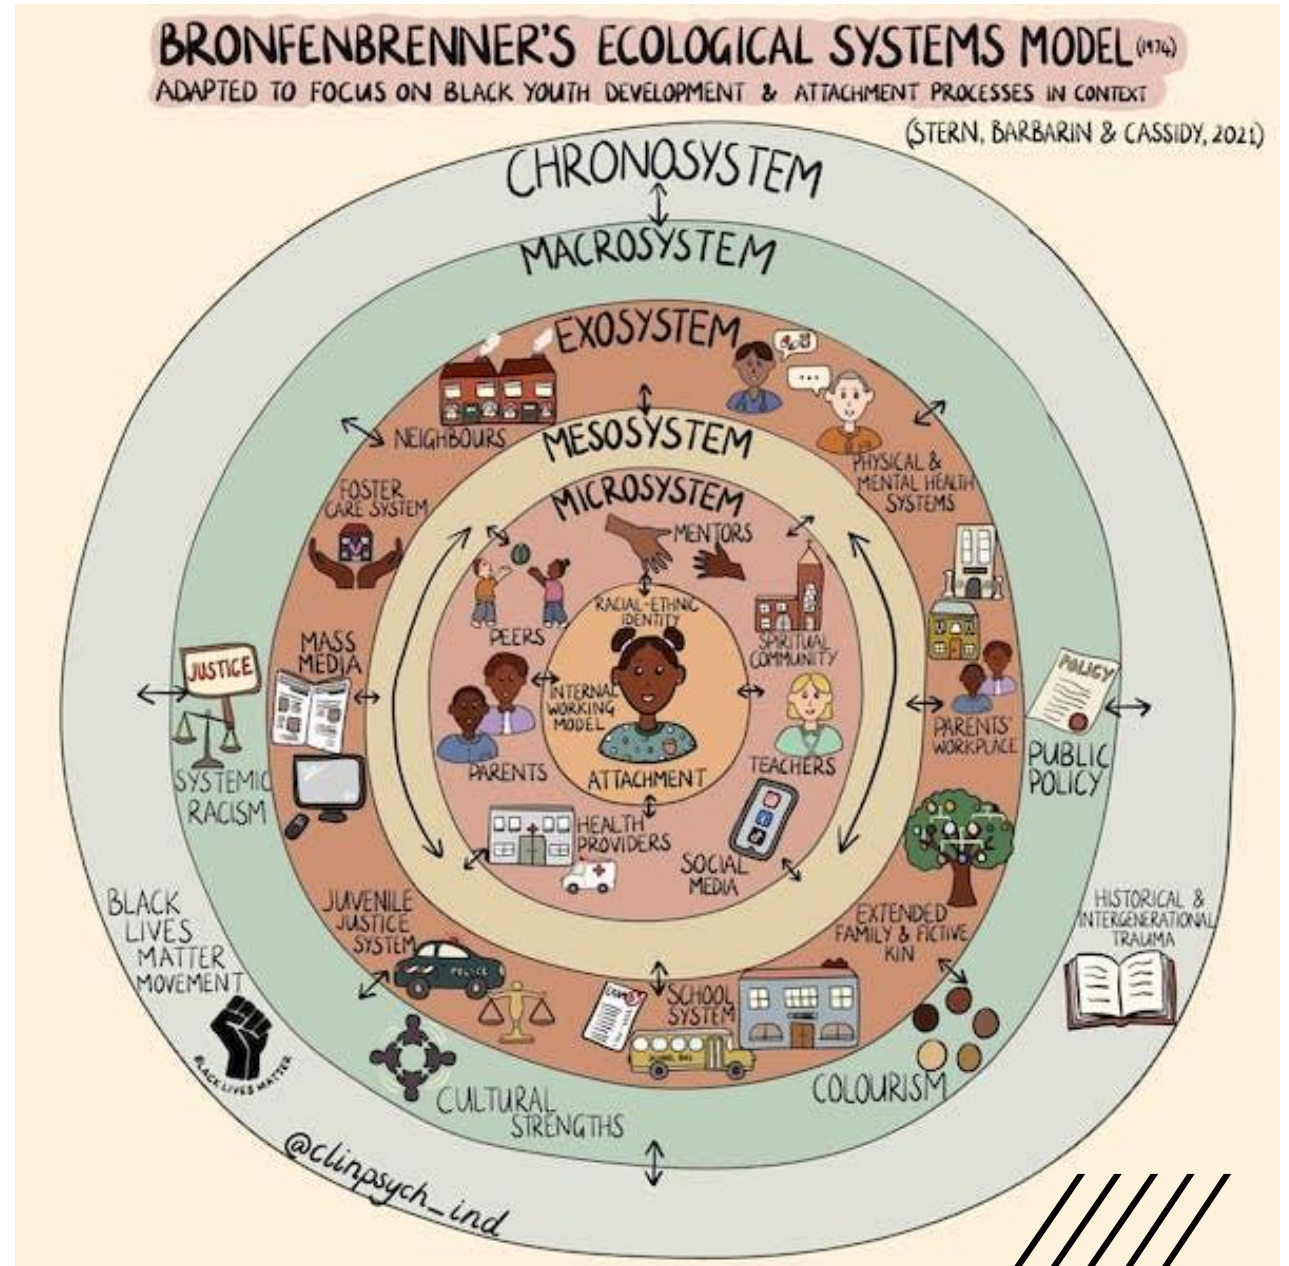 BRONFENBRENNER'S ECOLOGICAL SYSTEMS MODEL (1974)
ADAPTED TO FOCUS ON BLACK YOUTH DEVELOPMENT & ATTACHMENT PROCESSES IN CONTEXT
(STERN, BARBARIN & CASSIDY, 2021)
CHRONOSYSTEM
MACROSYSTEM
EXOSYSTEM
NEIGHBOURS
MESOSYSTEM
PHYSICAL &
MENTAL HEALTH
SYSTEMS
FOSTER
CARE SYSTEM
MICROSYSTEM
MENTORS
RACIAL-ETHNIC
IDENTITY
PEERS
SPIRITUAL
COMMUNITY
MASS
MEDIA
JUSTICE
POLICY
INTERNAL
WORKING
MODEL
PARENTS'
WORKPLACE
PARENTS
ATTACHMENT
TEACHERS
PUBLIC
POLICY
SYSTEMIC
RACISM
HEALTH
PROVIDERS
SOCIAL
MEDIA
BLACK
LIVES
MATTER
MOVEMENT
JUVENILE
JUSTICE
SYSTEM
POLICE
EXTENDED
FAMILY & FICTIVE
KIN
HISTORICAL &
INTERGENERATIONAL
TRAUMA
EXAM
SCHOOL
SYSTEM
SCHOOL BUS
BLACK LIVES MATTER
CULTURAL
STRENGTHS
COLOURISM
@clinpsych_ind